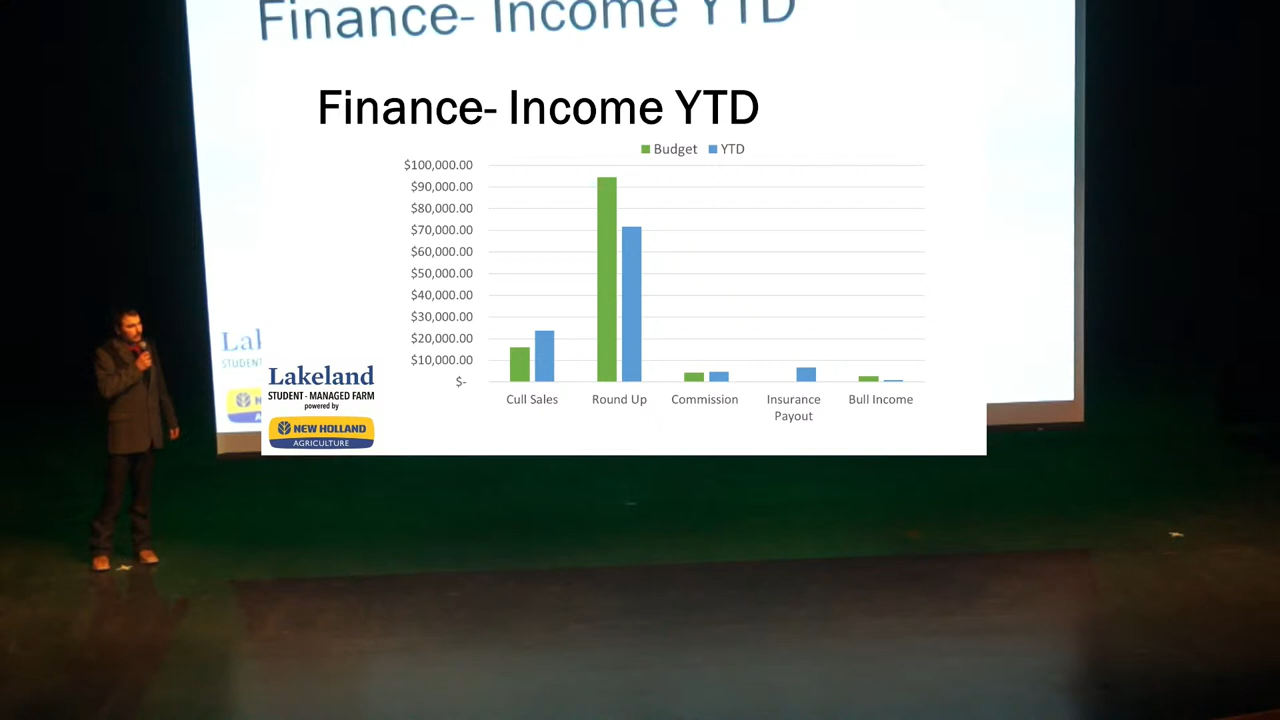 Finance- Income YTD
Finance- Income YTD
Budget YTD
$100,000.00
$90,000.00
$80,000.00
$70,000.00
$60,000.00
$50,000.00
$40,000.00
$30,000.00
$20,000.00
$10,000.00
$-
Cull Sales Round Up Commission Insurance Payout Bull Income
Lakeland
STUDENT - MANAGED FARM
powered by
NEW HOLLAND
AGRICULTURE
Lal
STUDENT
N